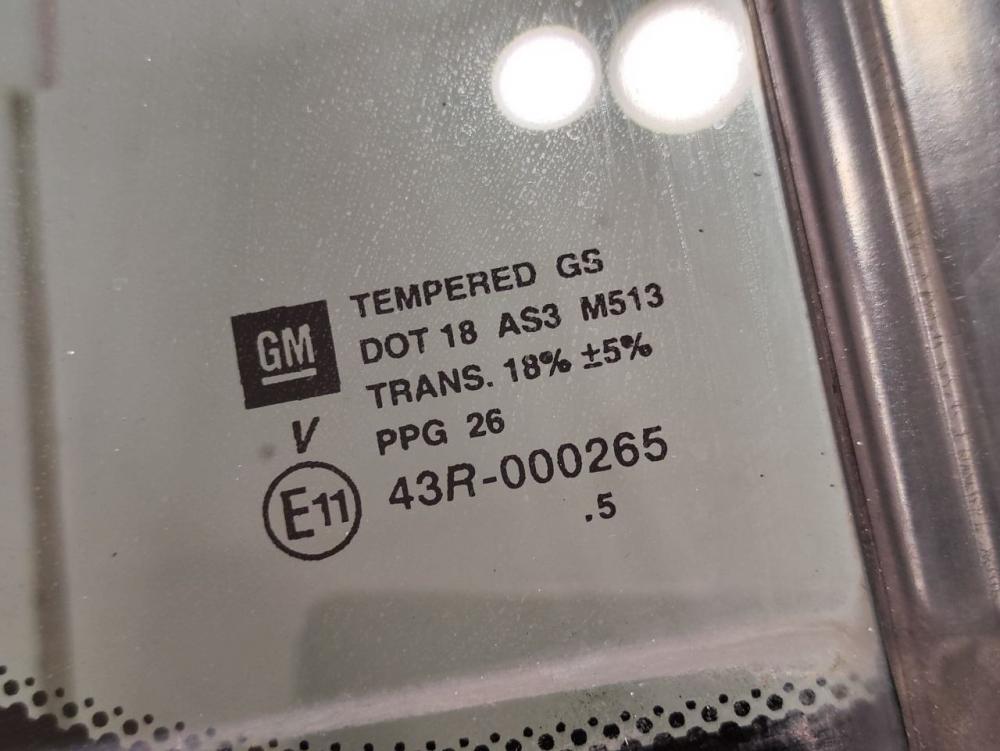 GM
TEMPERED GS
DOT 18 AS3 M513
TRANS. 18% ±5%
V
PPG 26
E11
43R-000265
.5